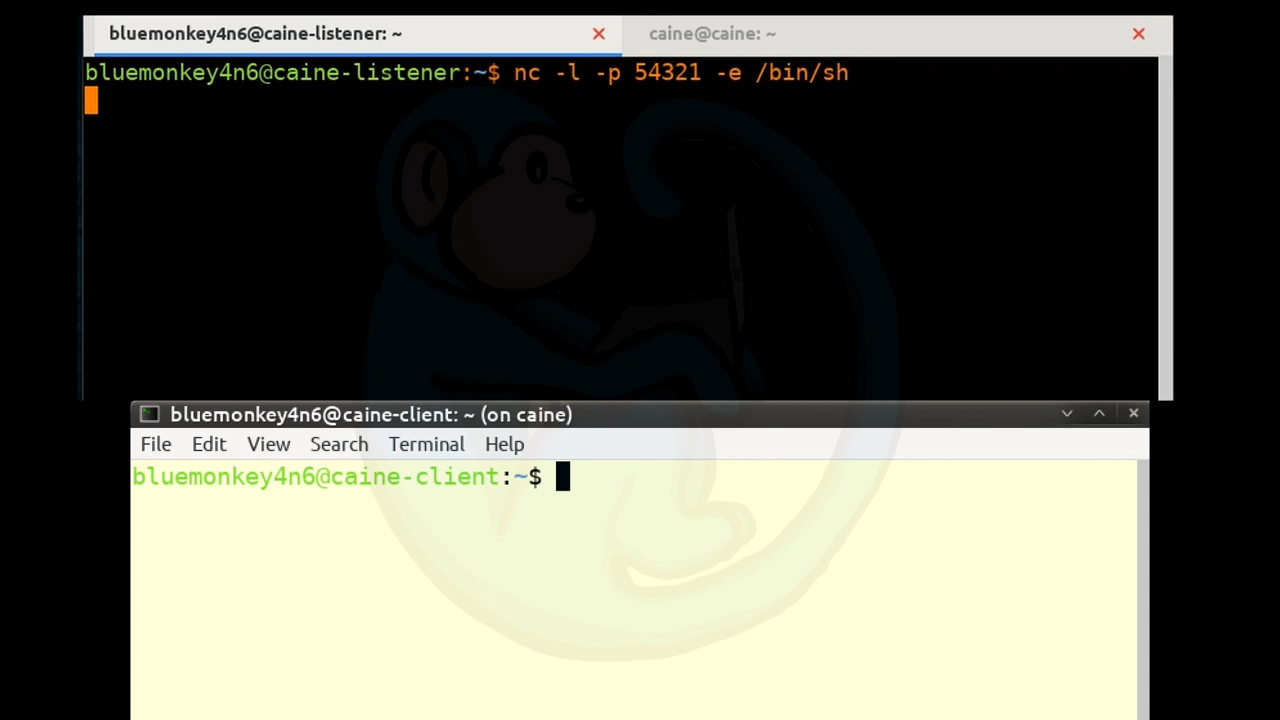 bluemonkey4n6@caine-listener: ~ caine@caine: ~
bluemonkey4n6@caine-listener:~$ nc -l -p 54321 -e /bin/sh
bluemonkey4n6@caine-client: ~ (on caine)
File Edit View Search Terminal Help
bluemonkey4n6@caine-client:~$